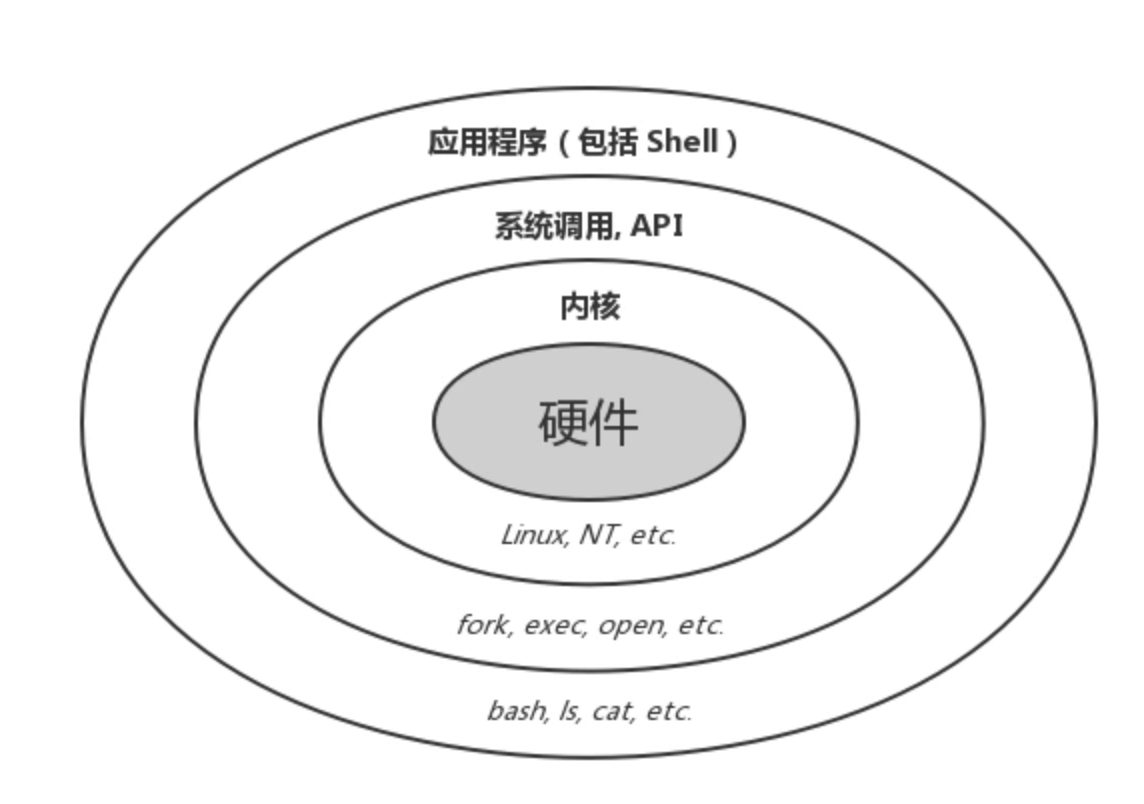 应用程序（包括 Shell）
系统调用, API
内核
硬件
Linux, NT, etc.
fork, exec, open, etc.
bash, ls, cat, etc.